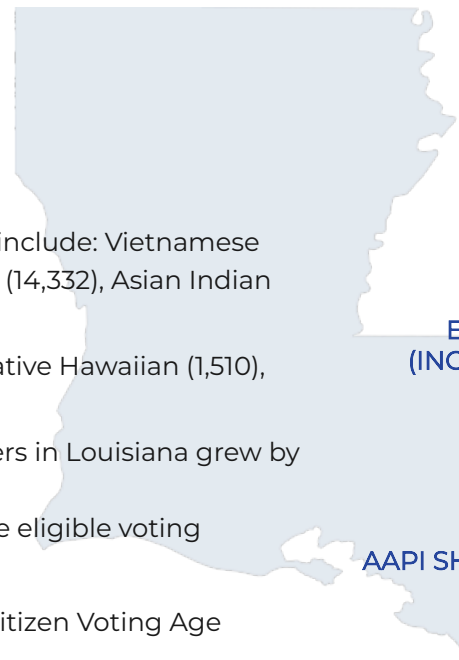 include: Vietnamese
(14,332), Asian Indian
ative Hawaiian (1,510),
ers in Louisiana grew by
e eligible voting
itizen Voting Age
E
(INC
AAPI SH